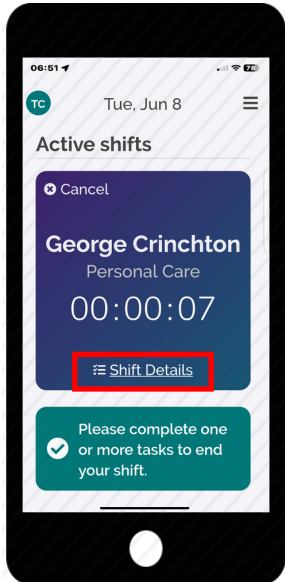 06:51
TC
Tue, Jun 8
Active shifts
Cancel
George Crinchton
Personal Care
00:00:07
Shift Details
Please complete one
or more tasks to end
your shift.